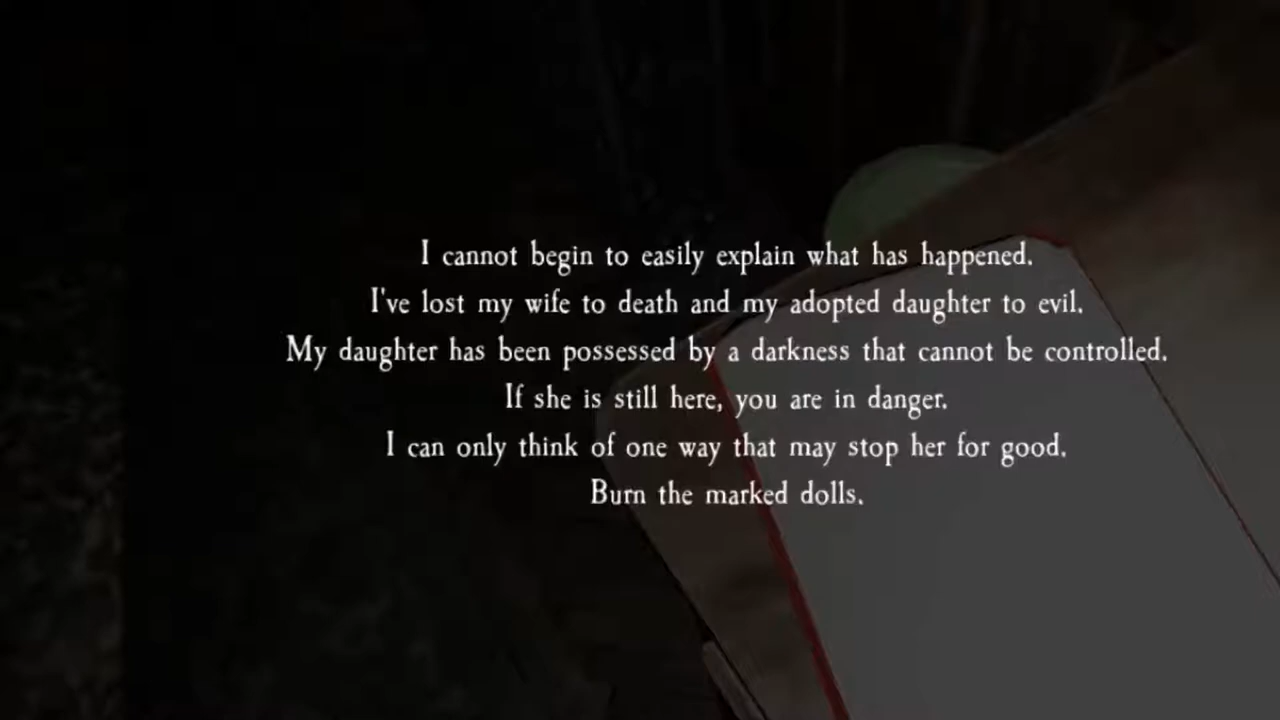 I cannot begin to easily explain what has happened.
I've lost my wife to death and my adopted daughter to evil.
My daughter has been possessed by a darkness that cannot be controlled.
If she is still here, you are in danger.
I can only think of one way that may stop her for good.
Burn the marked dolls.